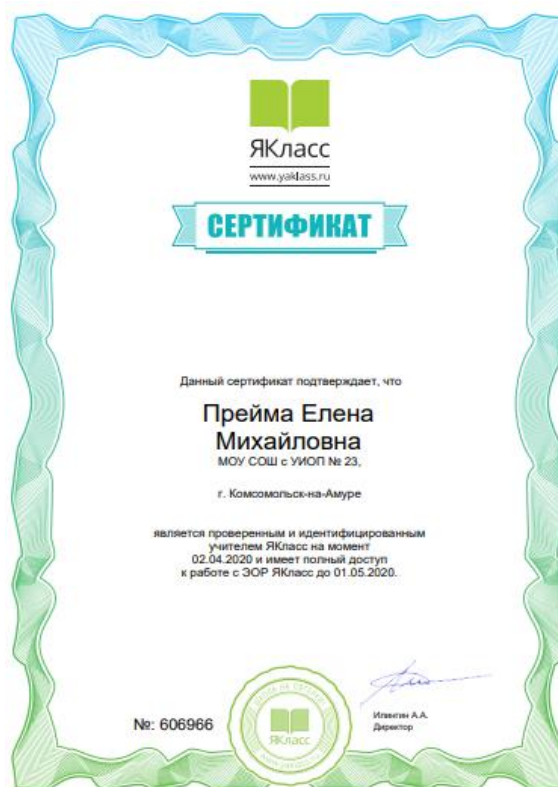 ЯКласс
www.yaklass.ru
СЕРТИФИКАТ
Данный сертификат подтверждает, что
Прейма Елена
Михайловна
МОУ СОШ с УИОП № 23,
г. Комсомольск-на-Амуре
является проверенным и идентифицированным
учителем ЯКласс на момент
02.04.2020 и имеет полный доступ
к работе с ЭОР ЯКласс до 01.05.2020.
№: 606966
ЯКласс
Илингин А.А.
Директор